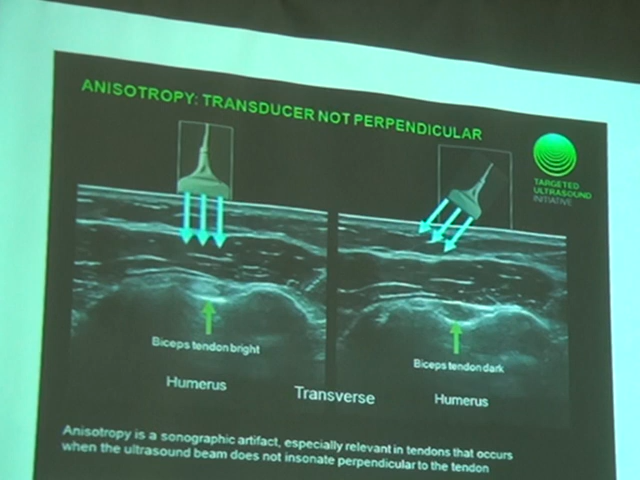 ANISOTROPY: TRANSDUCER NOT PERPENDICULAR
TARGETED
ULTRASOUND
INITIATIVE
Biceps tendon bright
Biceps tendon dark
Humerus
Transverse
Humerus
Anisotropy is a sonographic artifact, especially relevant in tendons that occurs
when the ultrasound beam does not insonate perpendicular to the tendon